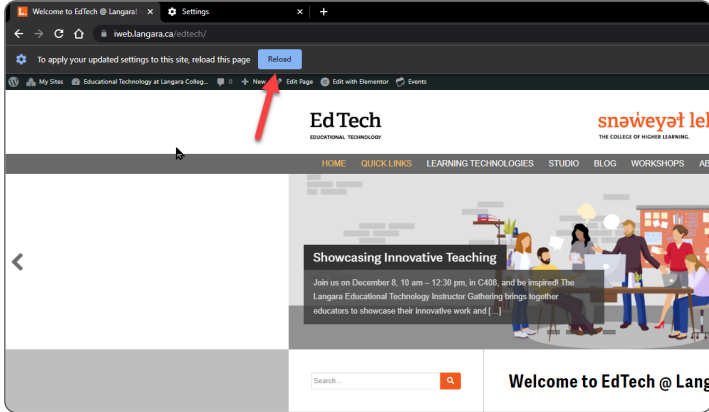 Welcome to EdTech @ Langara!
Settings
iweb.langara.ca/edtech/
To apply your updated settings to this site, reload this page
Reload
My Sites
Educational Technology at Langara Colleg...
0
New
Edit Page
Edit with Elementor
Events
EdTech
EDUCATIONAL TECHNOLOGY
snəw̓eyəɬ lel
THE COLLEGE OF HIGHER LEARNING.
HOME
QUICK LINKS
LEARNING TECHNOLOGIES
STUDIO
BLOG
WORKSHOPS
AB
Showcasing Innovative Teaching
Join us on December 8, 10 am – 12:30 pm, in C408, and be inspired! The
Langara Educational Technology Instructor Gathering brings together
educators to showcase their innovative work and [...]
Search...
Welcome to EdTech @ Lang